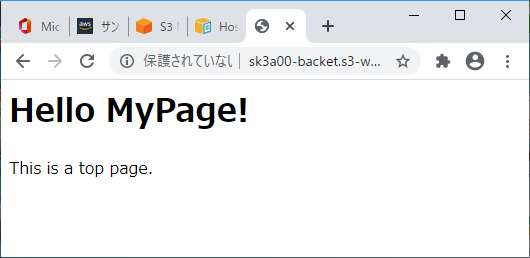 Mic aws サン S3 M Hos
保護されていない sk3a00-backet.s3-w...
Hello MyPage!
This is a top page.